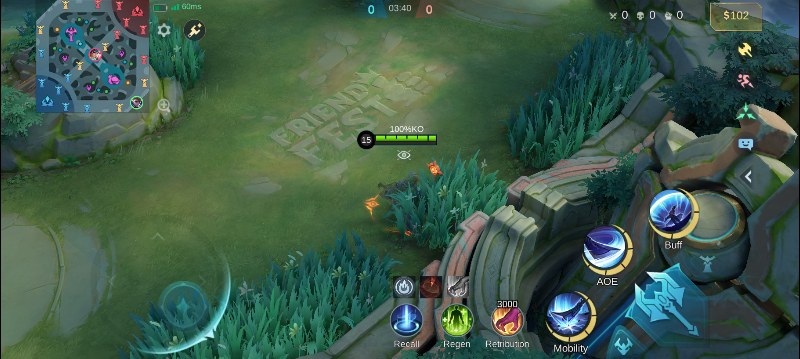 60ms
0 03:40 0
0 0 0
$102
FRIENDY
FEST
15 100%KO
Buff
AOE
3000
Recall Regen Retribution Mobility